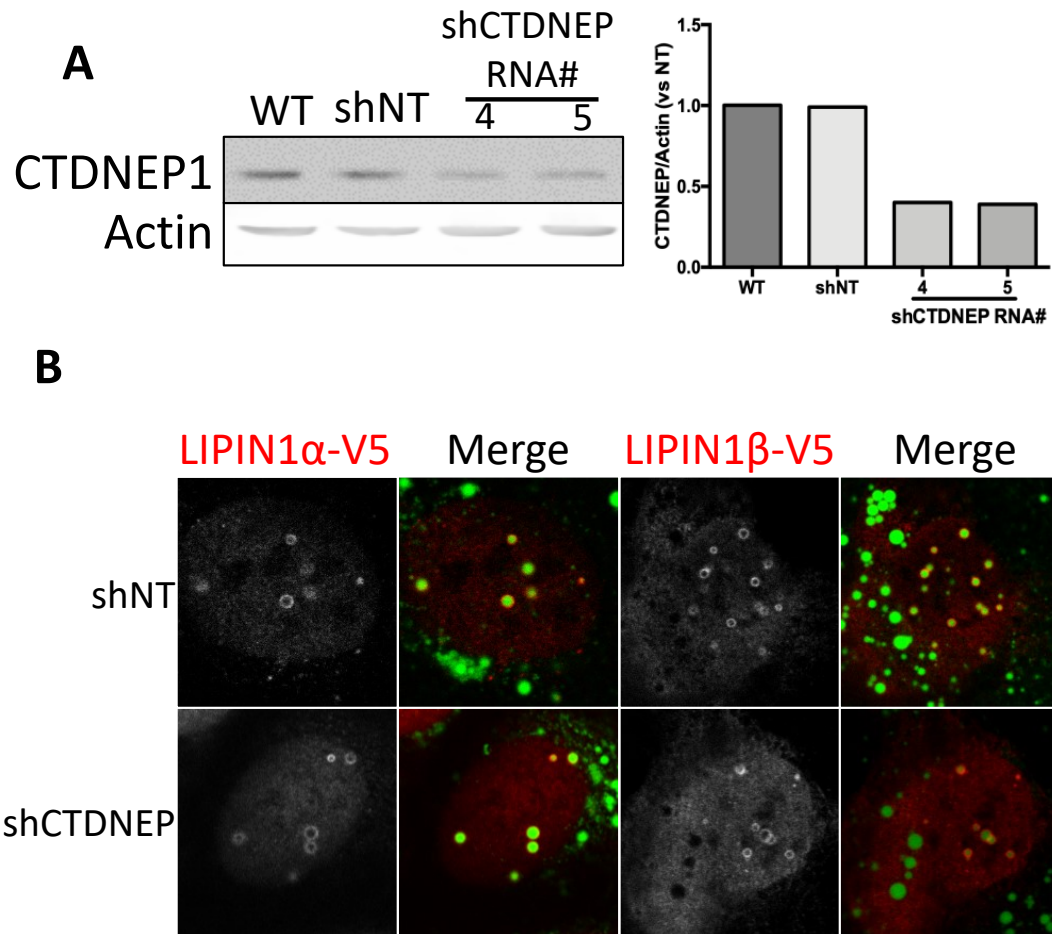 A
shCTDNEP
RNA#
WT shNT 4 5
CTDNEP1
Actin
CTDNEP/Actin (vs NT)
1.5
1.0
0.5
0.0
WT shNT 4 5
shCTDNEP RNA#
B
LIPIN1α-V5 Merge LIPIN1β-V5 Merge
shNT
shCTDNEP